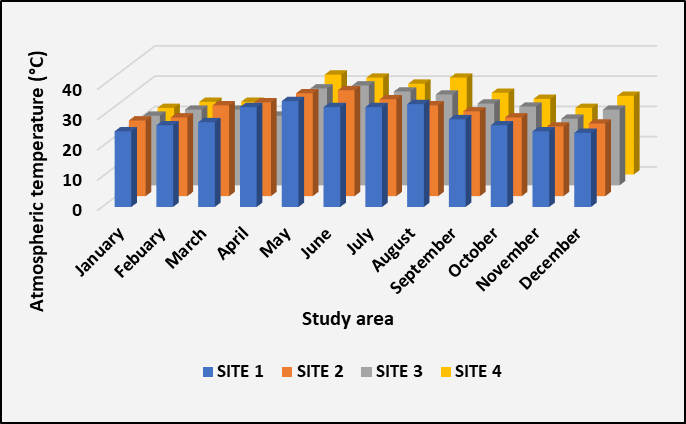 Atmospheric temperature (°C)
40
30
20
10
0
January
Febuary
March
April
May
June
July
August
September
October
November
December
Study area
SITE 1 SITE 2 SITE 3 SITE 4